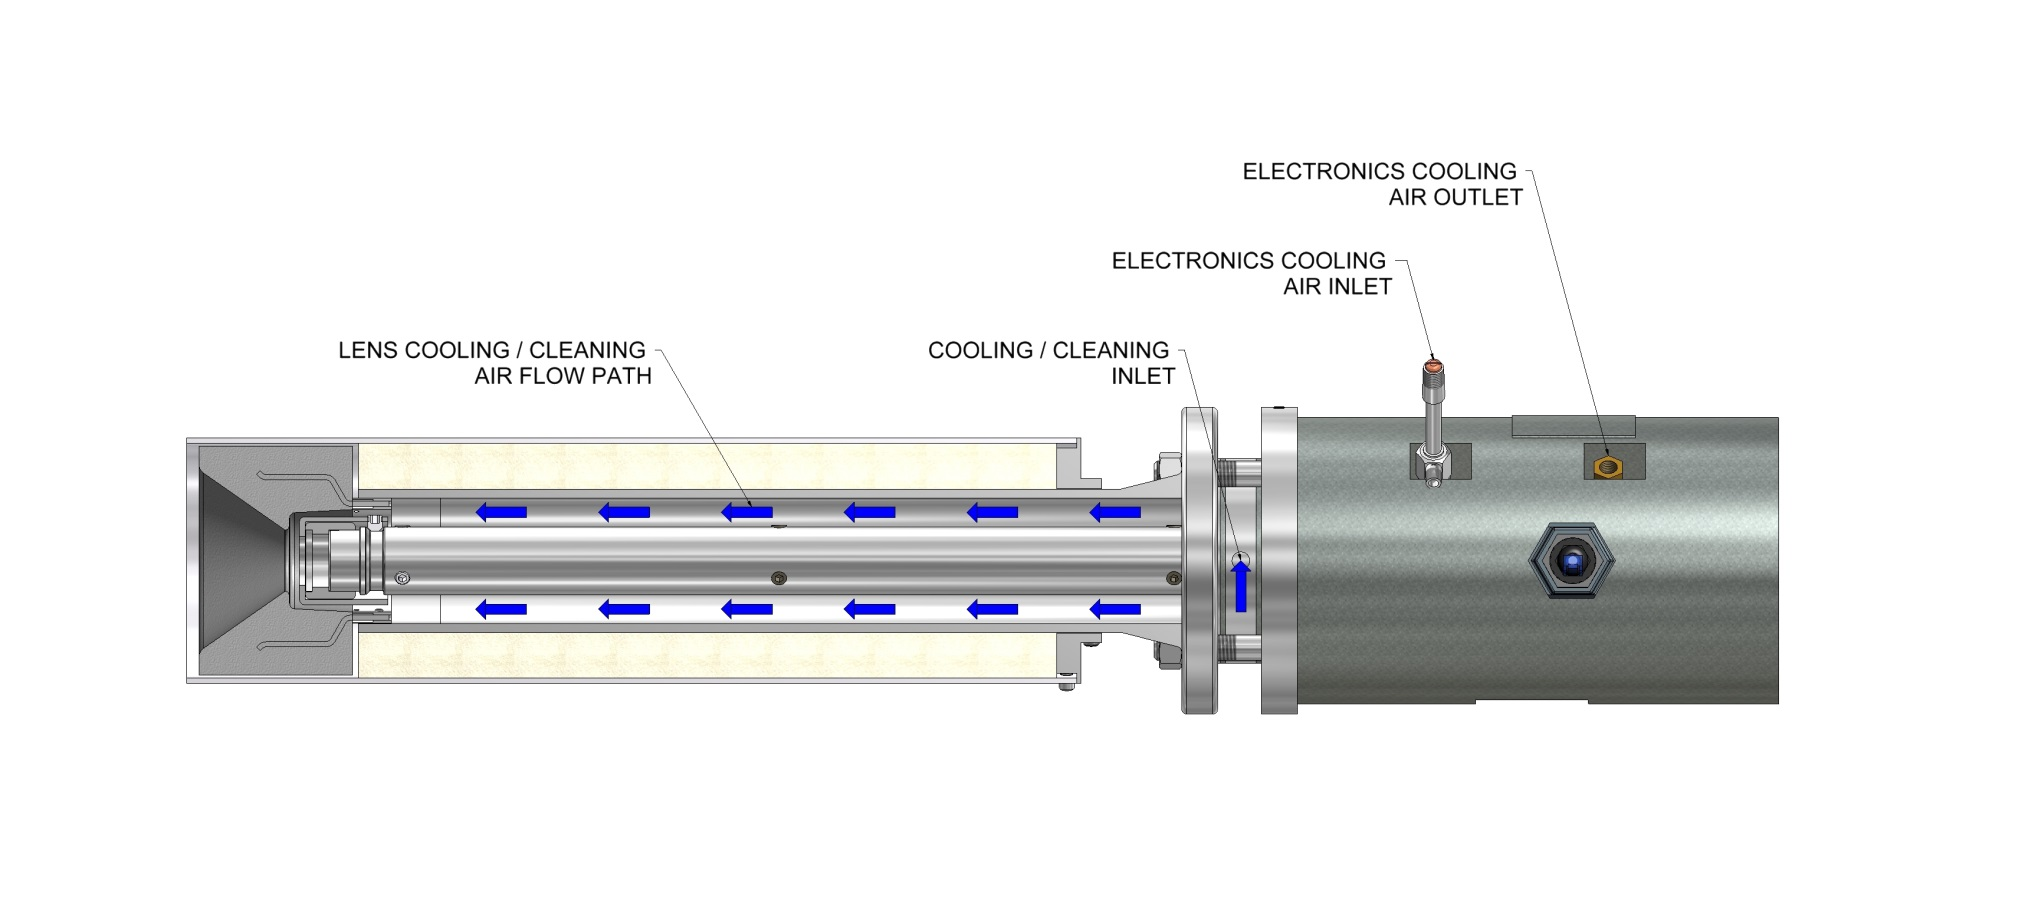 ELECTRONICS COOLING
AIR OUTLET
ELECTRONICS COOLING
AIR INLET
LENS COOLING / CLEANING
AIR FLOW PATH
COOLING / CLEANING
INLET